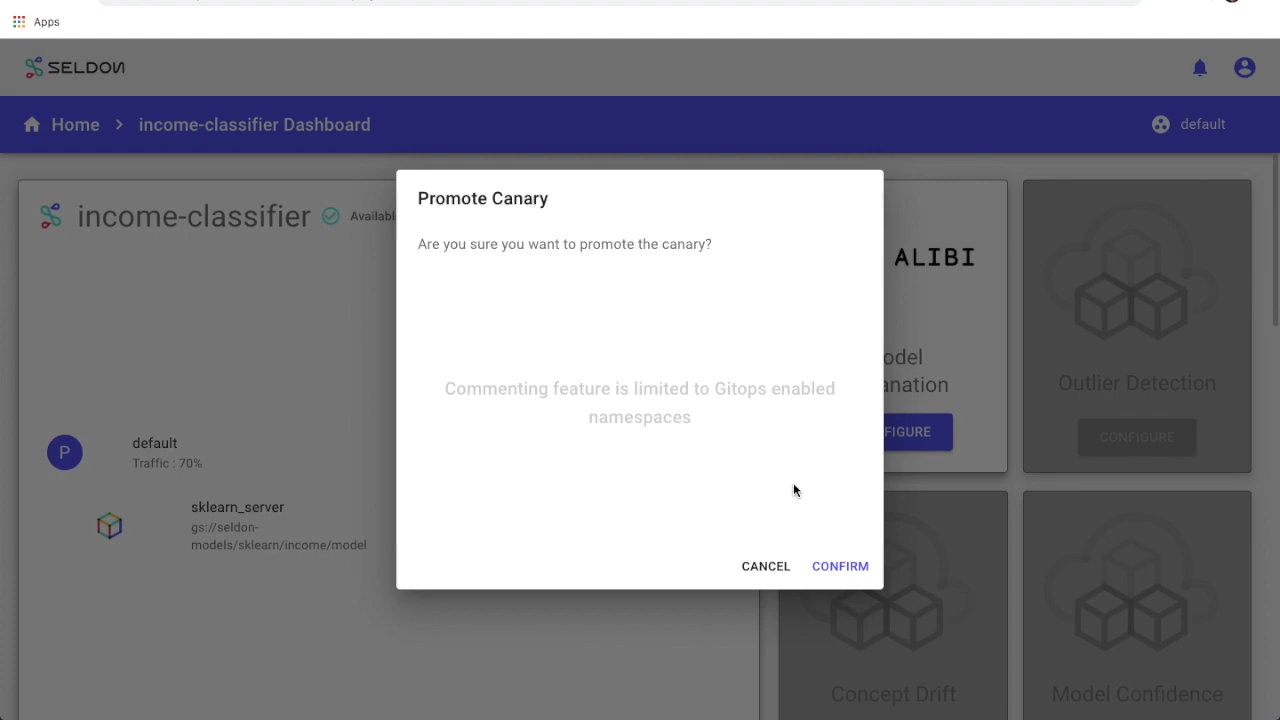 Apps
SELDON
Home > income-classifier Dashboard
default
income-classifier
Availabl
Promote Canary
Are you sure you want to promote the canary?
Commenting feature is limited to Gitops enabled
namespaces
CANCEL
CONFIRM
P
default
Traffic : 70%
sklearn_server
gs://seldon-
models/sklearn/income/model
ALIBI
odel
anation
FIGURE
Outlier Detection
CONFIGURE
Concept Drift
Model Confidence